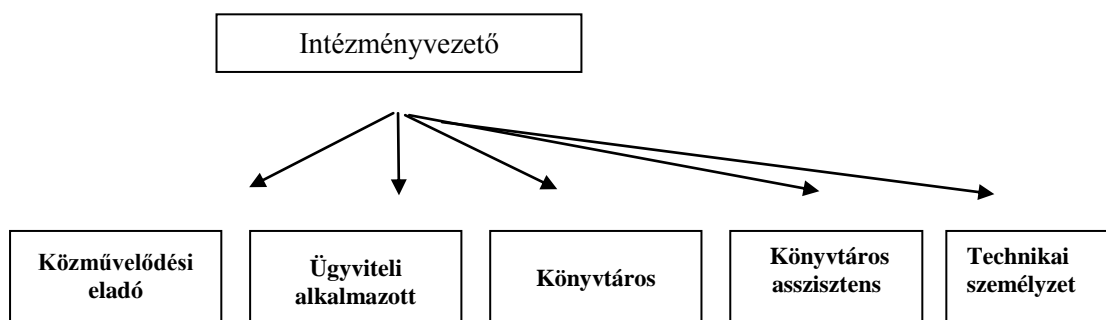 Intézményvezető
Közművelődési
eladó
Ügyviteli
alkalmazott
Könyvtáros
Könyvtáros
asszisztens
Technikai
személyzet